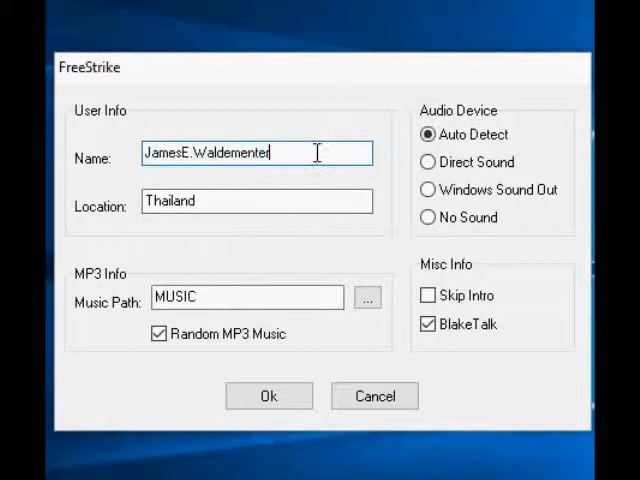 FreeStrike
User Info
Name: JamesE.Waldementer
Location: Thailand
Audio Device
Auto Detect
Direct Sound
Windows Sound Out
No Sound
MP3 Info
Music Path: MUSIC ...
Random MP3 Music
Misc Info
Skip Intro
BlakeTalk
Ok Cancel